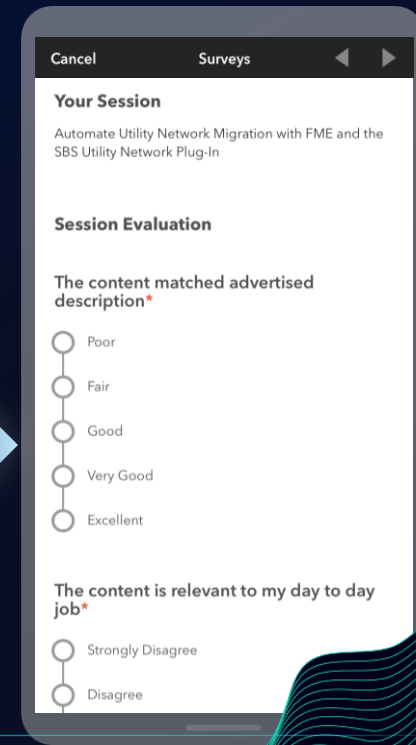 Cancel
Surveys
Your Session
Automate Utility Network Migration with FME and the
SBS Utility Network Plug-In
Session Evaluation
The content matched advertised
description*
Poor
Fair
Good
Very Good
Excellent
The content is relevant to my day to day
job*
Strongly Disagree
Disagree